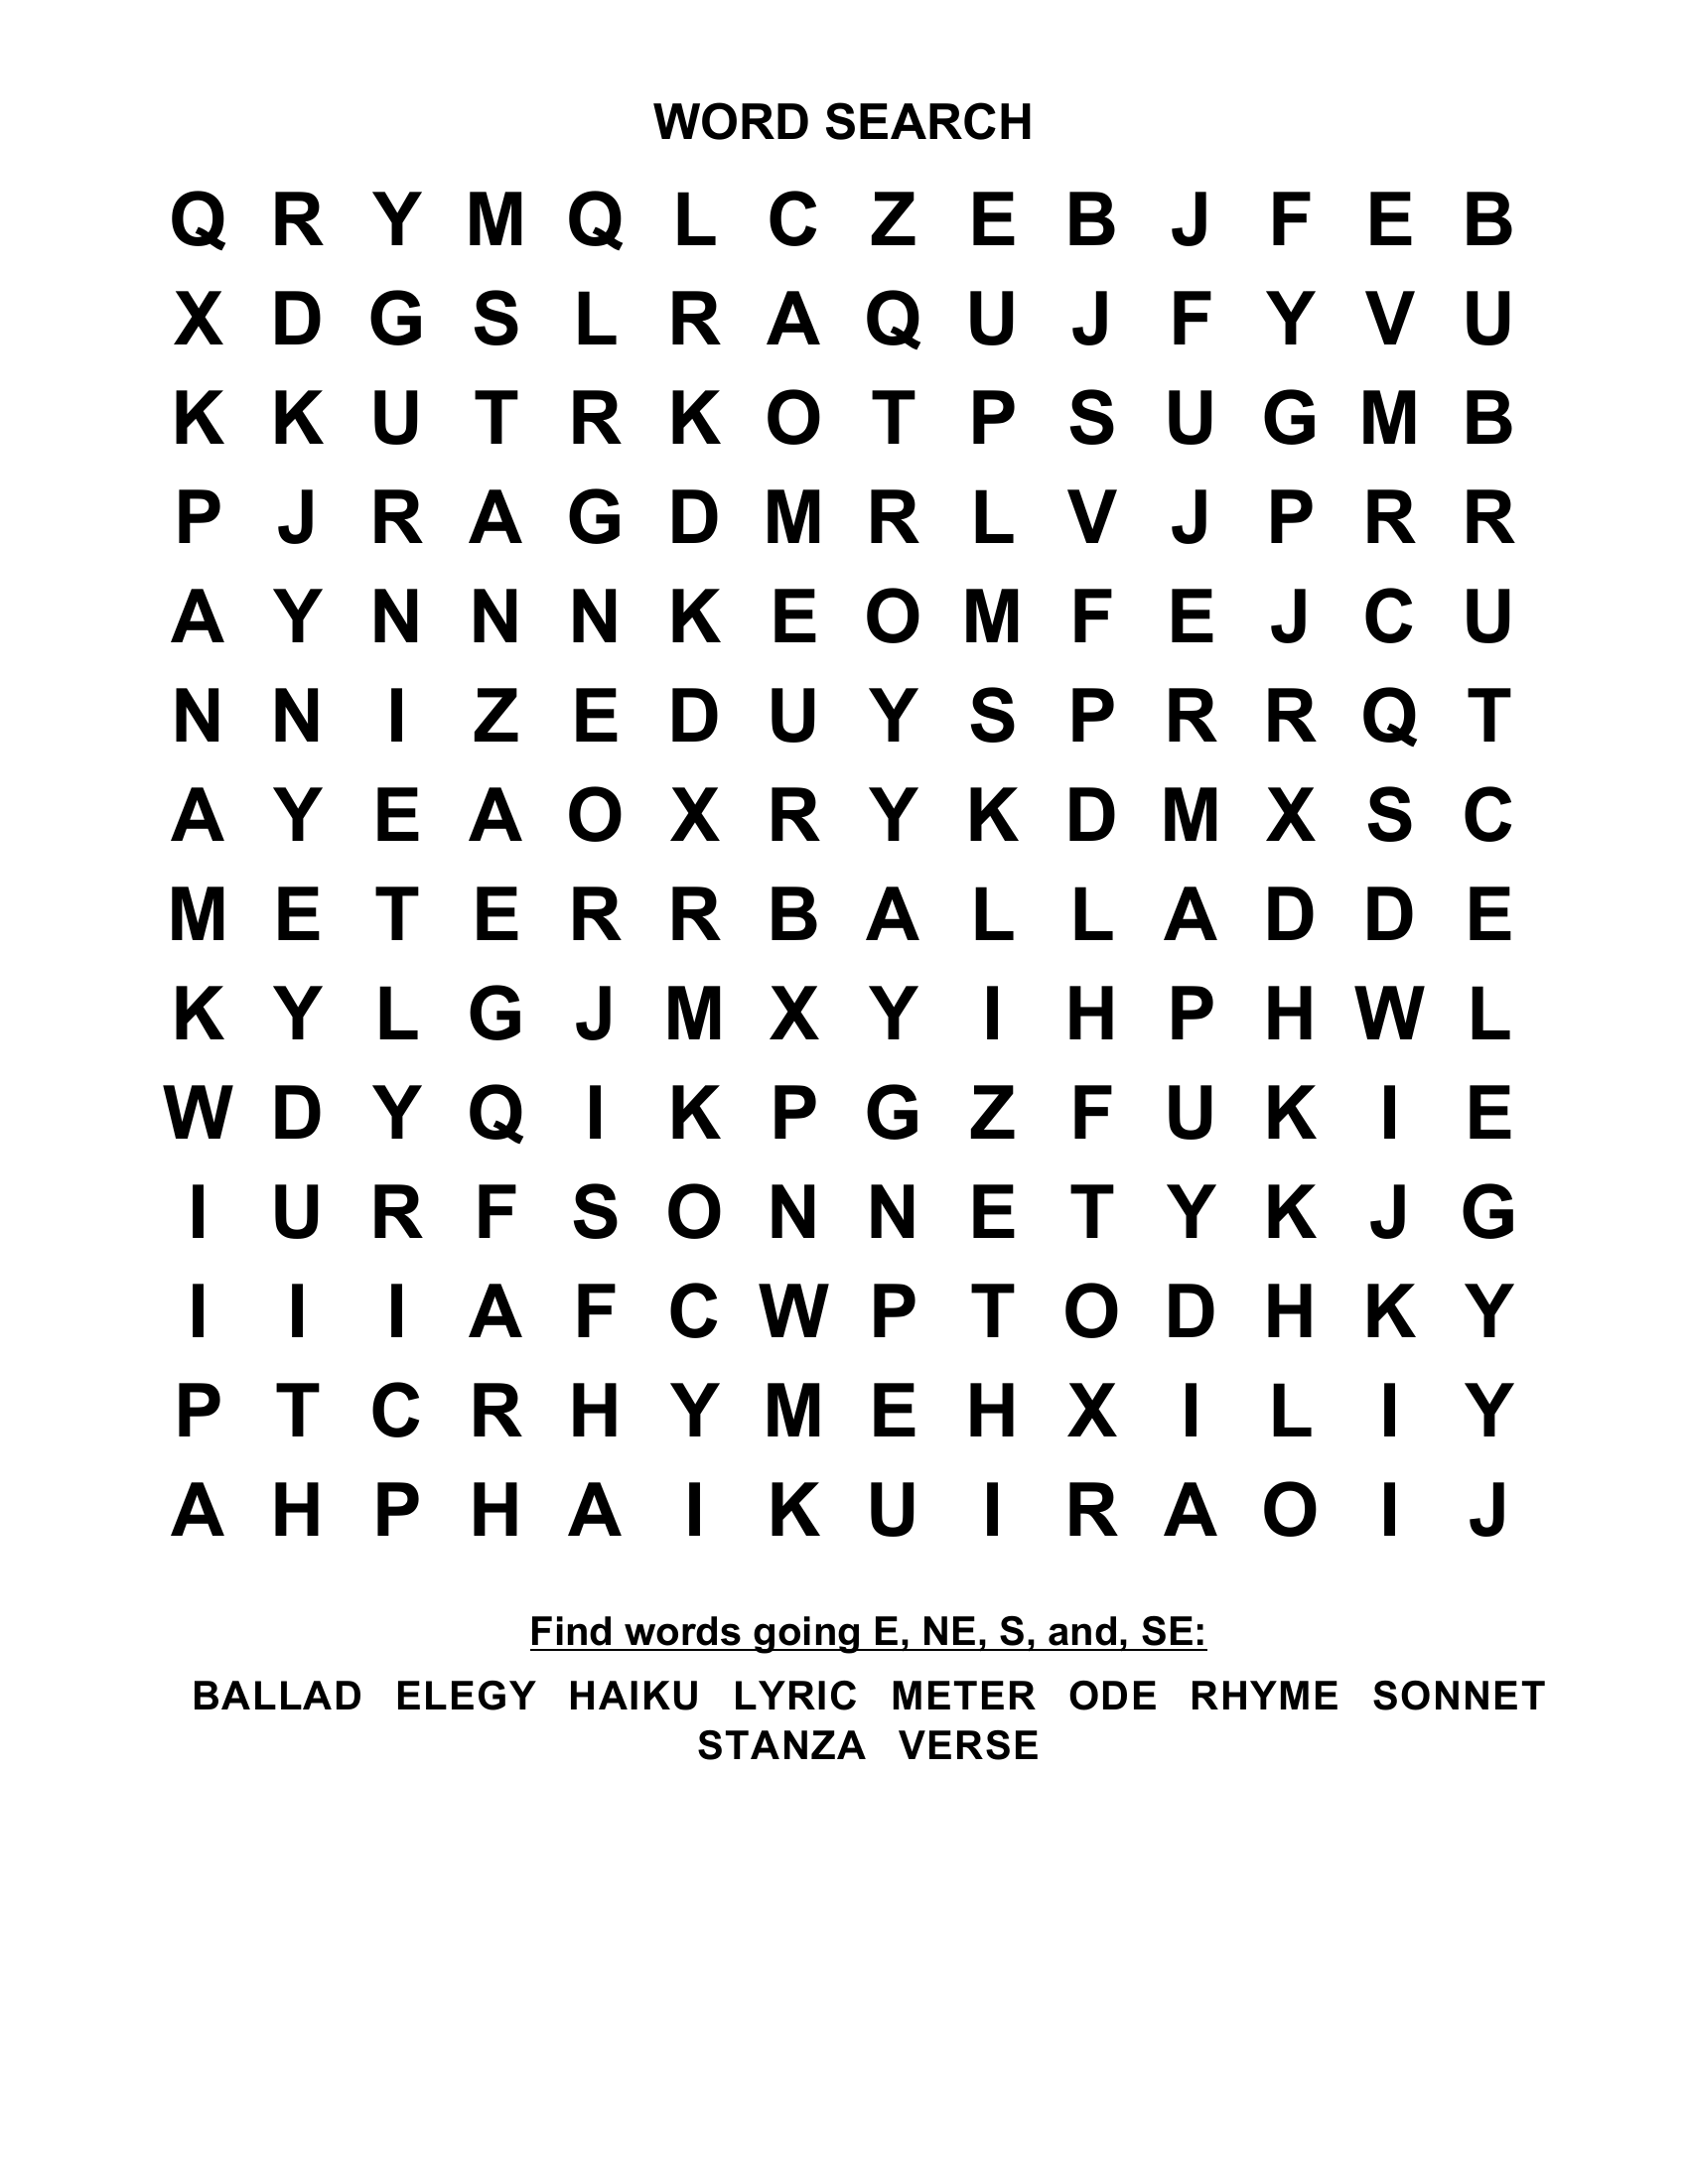 WORD SEARCH
Q R Y M Q L C Z E B J F E B
X D G S L R A Q U J F Y V U
K K U T R K O T P S U G M B
P J R A G D M R L V J P R R
A Y N N N K E O M F E J C U
N N I Z E D U Y S P R R Q T
A Y E A O X R Y K D M X S C
M E T E R R B A L L A D D E
K Y L G J M X Y I H P H W L
W D Y Q I K P G Z F U K I E
I U R F S O N N E T Y K J G
I I I A F C W P T O D H K Y
P T C R H Y M E H X I L I Y
A H P H A I K U I R A O I J
Find words going E, NE, S, and, SE:
BALLAD ELEGY HAIKU LYRIC METER ODE RHYME SONNET
STANZA VERSE